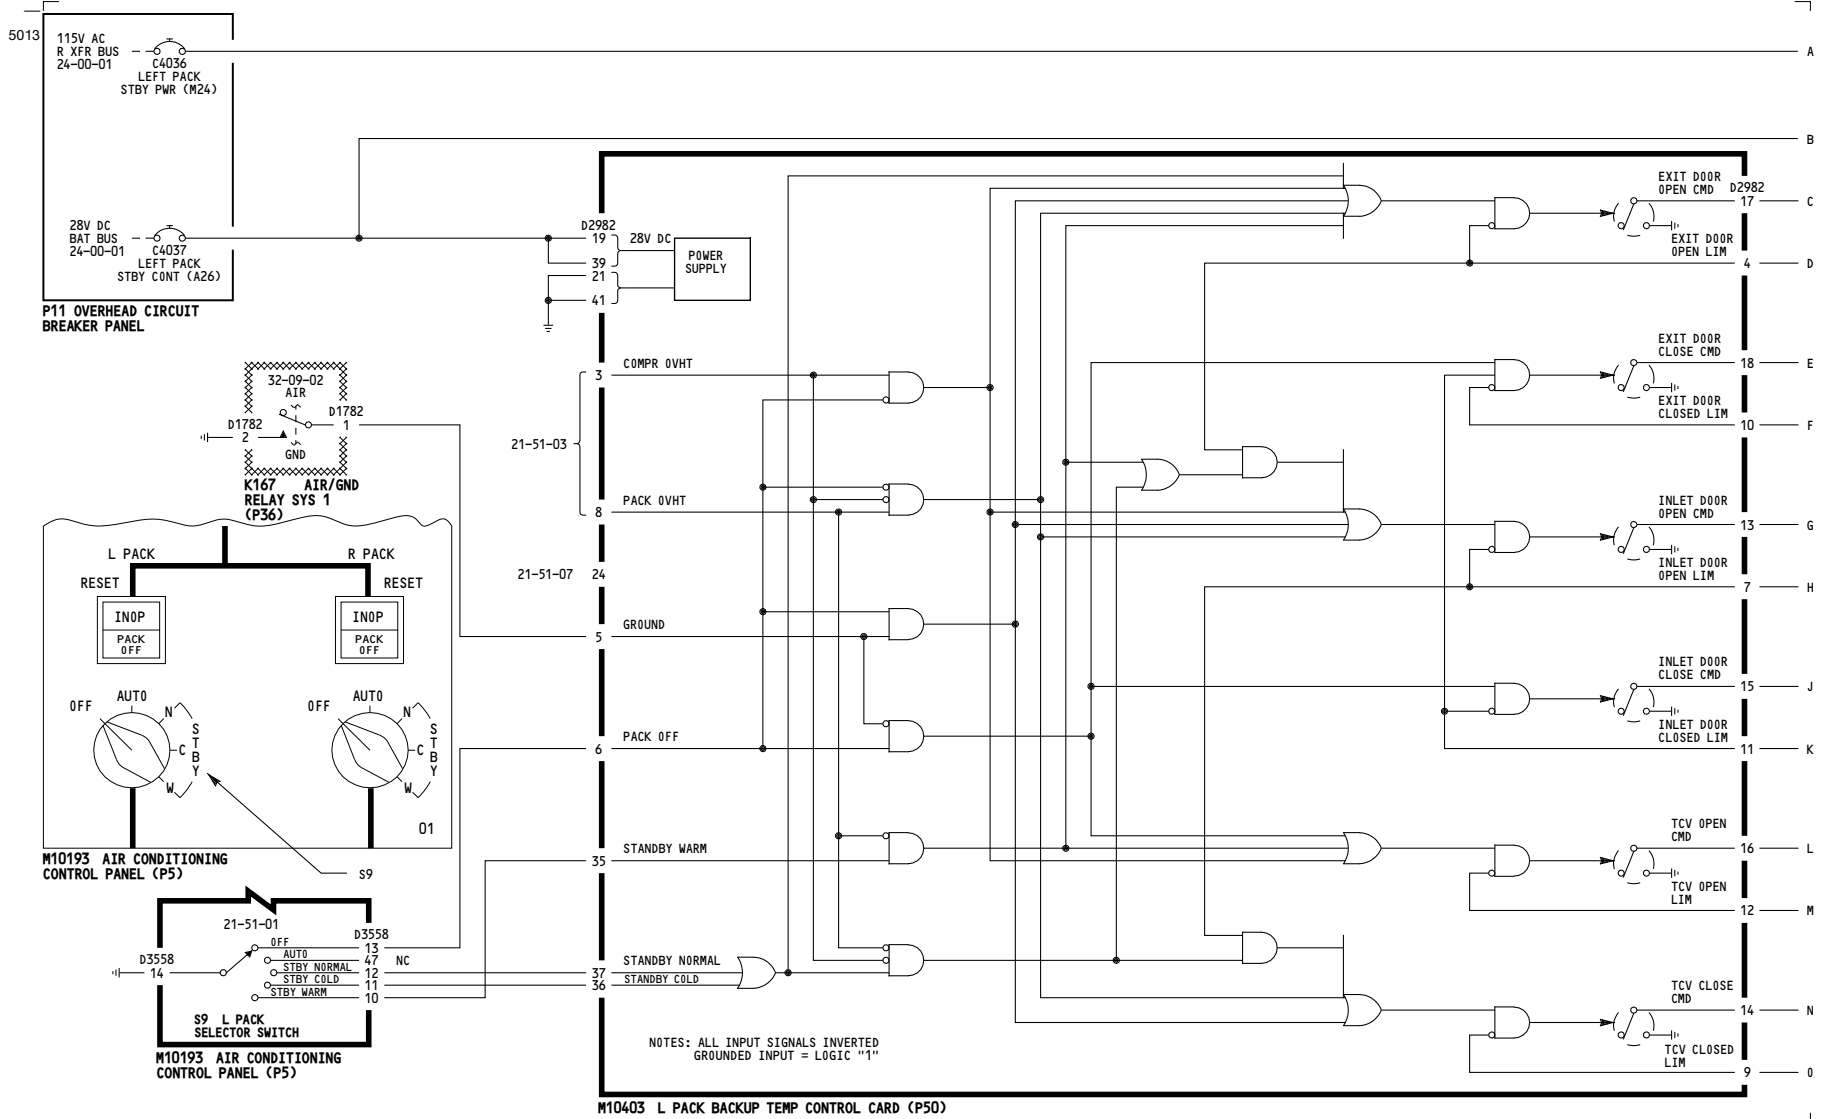 5013
115V AC
R XFR BUS
24-00-01
C4036
LEFT PACK
STBY PWR (M24)
A
B
28V DC
BAT BUS
24-00-01
C4037
LEFT PACK
STBY CONT (A26)
P11 OVERHEAD CIRCUIT
BREAKER PANEL
D2982
19
39
21
41
28V DC
POWER
SUPPLY
32-09-02
AIR
D1782
1
D1782
2
GND
K167 AIR/GND
RELAY SYS 1
(P36)
21-51-03
3
COMPR OVHT
8
PACK OVHT
21-51-07
24
5
GROUND
6
PACK OFF
35
STANDBY WARM
37
STANDBY NORMAL
36
STANDBY COLD
L PACK
R PACK
RESET
RESET
INOP
PACK
OFF
INOP
PACK
OFF
OFF
AUTO
N
C
W
STBY
OFF
AUTO
N
C
W
STBY
01
M10193 AIR CONDITIONING
CONTROL PANEL (P5)
S9
21-51-01
D3558
14
OFF
AUTO
STBY NORMAL
STBY COLD
STBY WARM
D3558
13
47
NC
12
11
10
S9 L PACK
SELECTOR SWITCH
M10193 AIR CONDITIONING
CONTROL PANEL (P5)
NOTES: ALL INPUT SIGNALS INVERTED
GROUNDED INPUT = LOGIC "1"
M10403 L PACK BACKUP TEMP CONTROL CARD (P50)
EXIT DOOR
OPEN CMD
D2982
17
C
EXIT DOOR
OPEN LIM
4
D
EXIT DOOR
CLOSE CMD
18
E
EXIT DOOR
CLOSED LIM
10
F
INLET DOOR
OPEN CMD
13
G
INLET DOOR
OPEN LIM
7
H
INLET DOOR
CLOSE CMD
15
J
INLET DOOR
CLOSED LIM
11
K
TCV OPEN
CMD
16
L
TCV OPEN
LIM
12
M
TCV CLOSE
CMD
14
N
TCV CLOSED
LIM
9
O